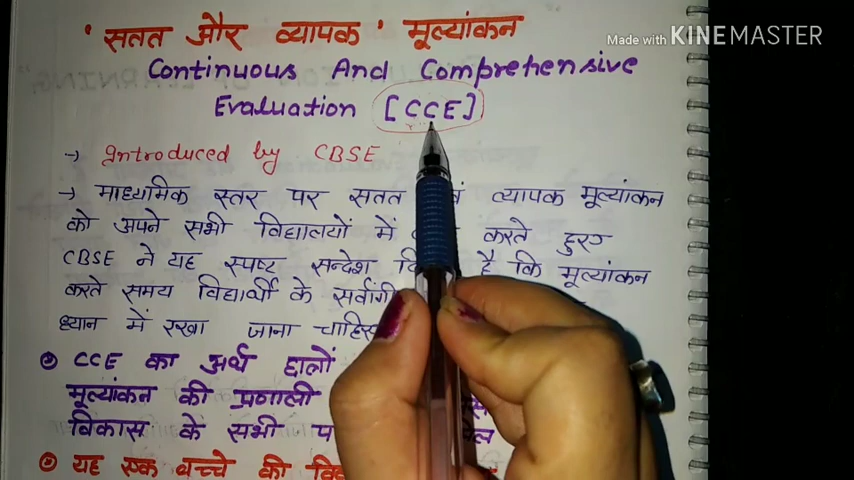 Made with KINEMASTER
'सतत और व्यापक' मूल्यांकन
Continuous And Comprehensive
Evaluation [CCE]
→ Introduced by CBSE
→ माध्यमिक स्तर पर सतत व्यापक मूल्यांकन
को अपने सभी विद्यालयों में करते हुए
CBSE ने यह स्पष्ट सन्देश है कि मूल्यांकन
करते समय विद्यार्थी के
ध्यान में रखा जाना
CCE का अर्थ छात्रों
मूल्यांकन की प्रणाली
विकास के सभी
यह एक बच्चे की